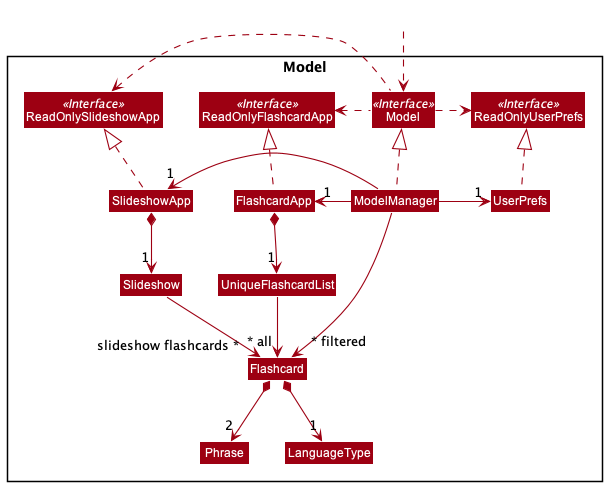 Model
«Interface»
ReadOnlySlideshowApp
«Interface»
ReadOnlyFlashcardApp
«Interface»
Model
«Interface»
ReadOnlyUserPrefs
1
SlideshowApp
FlashcardApp
1
ModelManager
1
UserPrefs
1
1
Slideshow
UniqueFlashcardList
slideshow flashcards *
* all
* filtered
Flashcard
2
1
Phrase
LanguageType